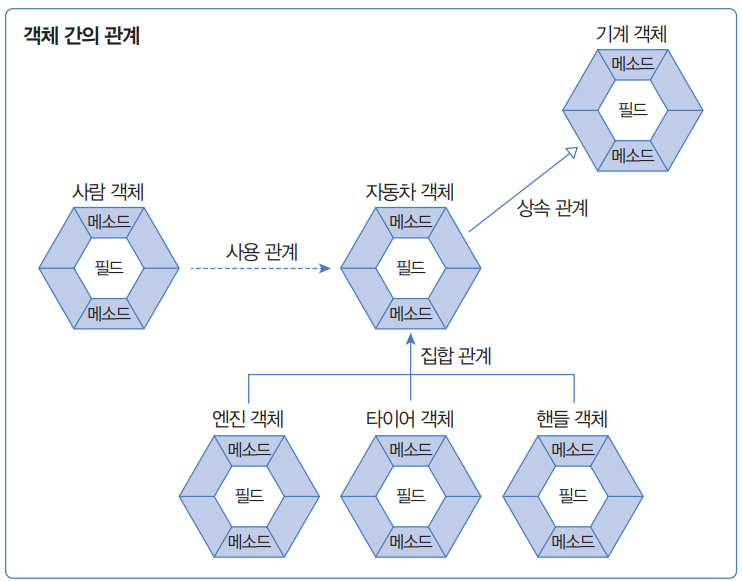 객체 간의 관계
기계 객체
메소드
필드
메소드
상속 관계
사람 객체
메소드
필드
메소드
사용 관계
자동차 객체
메소드
필드
메소드
집합 관계
엔진 객체
메소드
필드
메소드
타이어 객체
메소드
필드
메소드
핸들 객체
메소드
필드
메소드